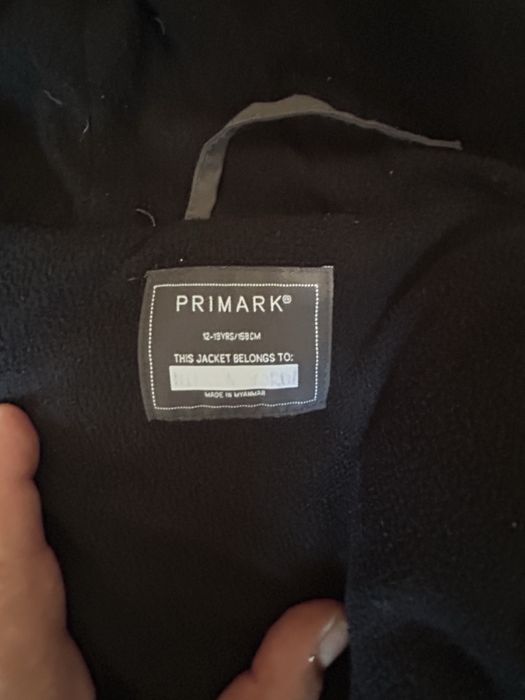 PRIMARK®
12-13YRS/158CM
THIS JACKET BELONGS TO:
MADE IN MYANMAR